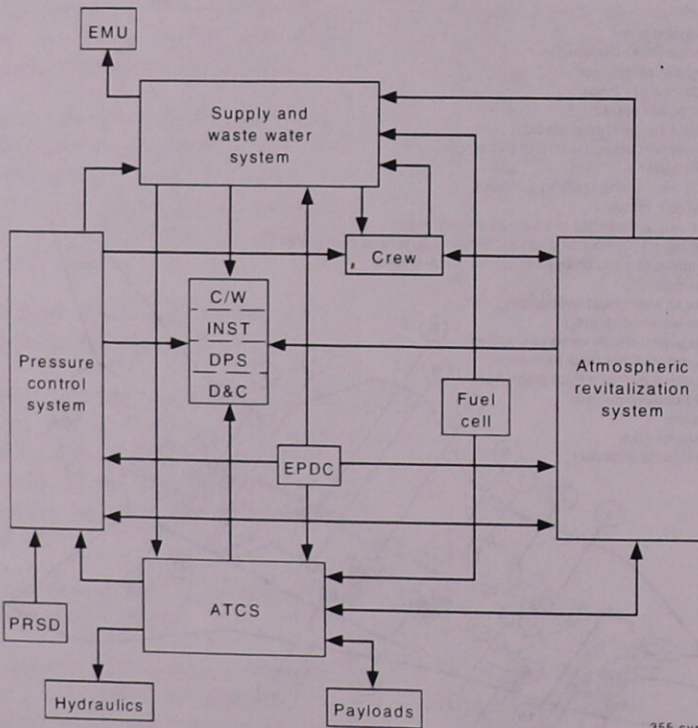 EMU
Supply and
waste water
system
Crew
C/W
INST
DPS
D&C
Pressure
control
system
Fuel
cell
Atmospheric
revitalization
system
EPDC
ATCS
PRSD
Hydraulics
Payloads